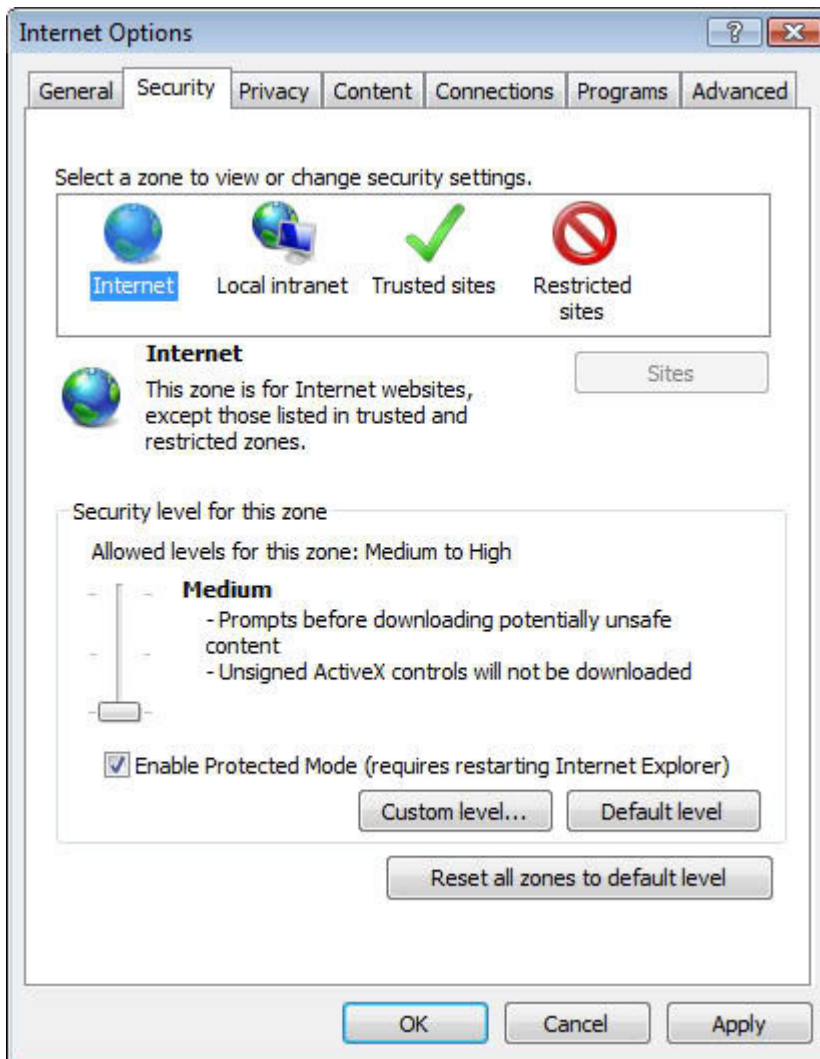 Internet Options
General Security Privacy Content Connections Programs Advanced
Select a zone to view or change security settings.
Internet Local intranet Trusted sites Restricted
sites
Internet
Sites
This zone is for Internet websites,
except those listed in trusted and
restricted zones.
Security level for this zone
Allowed levels for this zone: Medium to High
Medium
- Prompts before downloading potentially unsafe
content
- Unsigned ActiveX controls will not be downloaded
Enable Protected Mode (requires restarting Internet Explorer)
Custom level... Default level
Reset all zones to default level
OK Cancel Apply